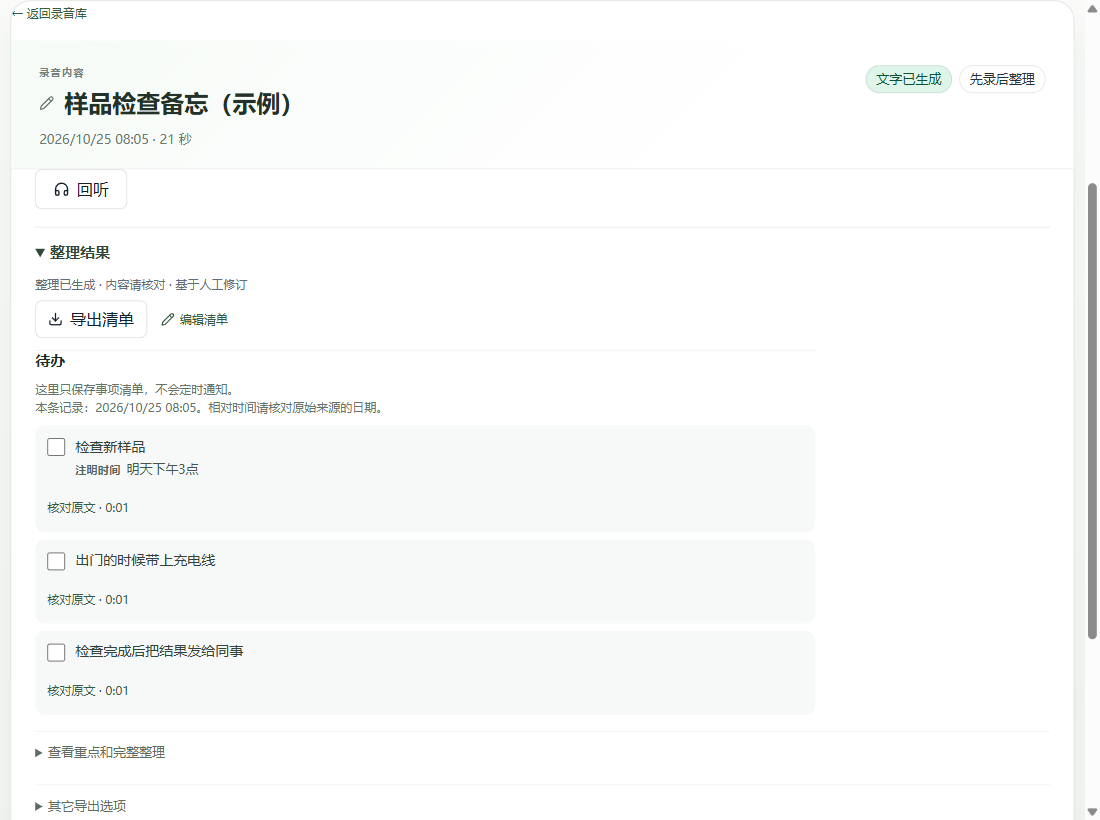 ← 返回录音库
录音内容
样品检查备忘（示例）
2026/10/25 08:05 · 21 秒
文字已生成
先录后整理
回听
▼ 整理结果
整理已生成 · 内容请核对 · 基于人工修订
导出清单
编辑清单
待办
这里只保存事项清单，不会定时通知。
本条记录：2026/10/25 08:05。相对时间请核对原始来源的日期。
检查新样品
注明时间 明天下午3点
核对原文 · 0:01
出门的时候带上充电线
核对原文 · 0:01
检查完成后把结果发给同事
核对原文 · 0:01
▶ 查看重点和完整整理
▶ 其它导出选项